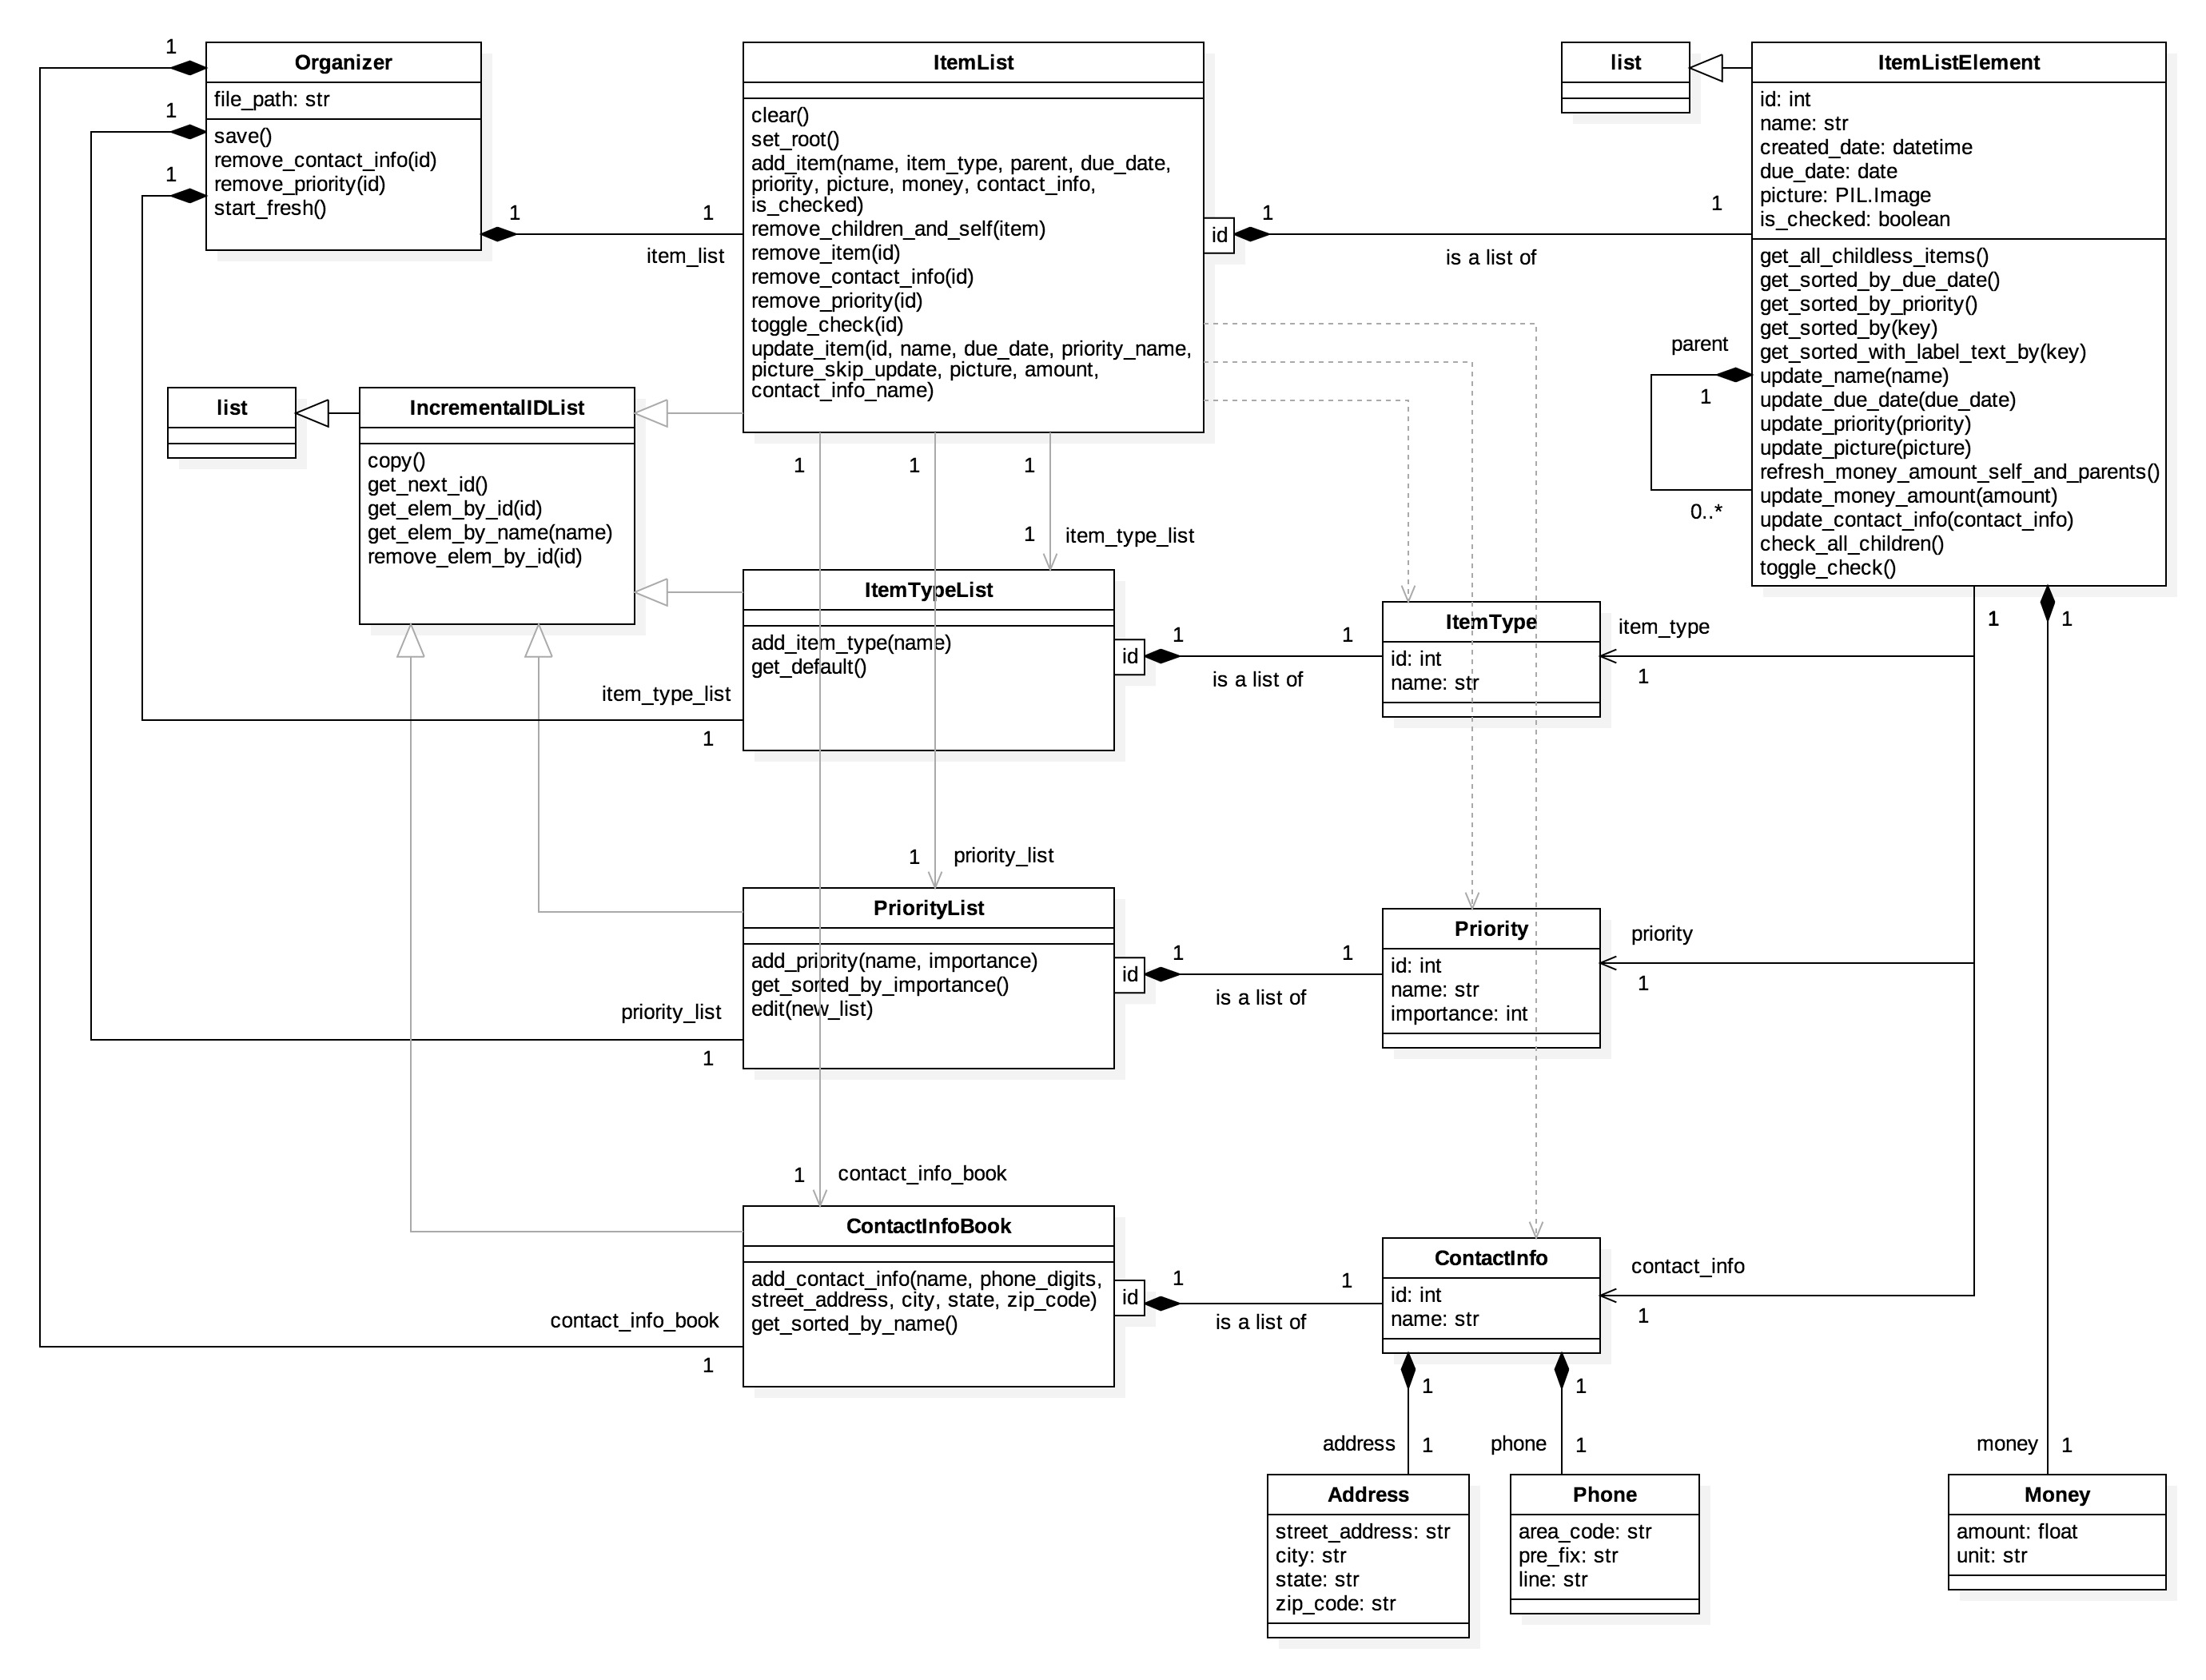 1
Organizer
file_path: str
1
save()
remove_contact_info(id)
remove_priority(id)
start_fresh()
1
1
1
item_list
ItemList
clear()
set_root()
add_item(name, item_type, parent, due_date,
priority, picture, money, contact_info,
is_checked)
remove_children_and_self(item)
remove_item(id)
remove_contact_info(id)
remove_priority(id)
toggle_check(id)
update_item(id, name, due_date, priority_name,
picture_skip_update, picture, amount,
contact_info_name)
id
1
1
is a list of
list
ItemListElement
id: int
name: str
created_date: datetime
due_date: date
picture: PIL.Image
is_checked: boolean
get_all_childless_items()
get_sorted_by_due_date()
get_sorted_by_priority()
get_sorted_by(key)
get_sorted_with_label_text_by(key)
update_name(name)
update_due_date(due_date)
update_priority(priority)
update_picture(picture)
refresh_money_amount_self_and_parents()
update_money_amount(amount)
update_contact_info(contact_info)
check_all_children()
toggle_check()
parent
1
0..*
list
IncrementalIDList
copy()
get_next_id()
get_elem_by_id(id)
get_elem_by_name(name)
remove_elem_by_id(id)
1
1
1
1
item_type_list
ItemTypeList
add_item_type(name)
get_default()
id
1
1
is a list of
item_type_list
1
ItemType
id: int
name: str
item_type
1
1
1
1
priority_list
PriorityList
add_priority(name, importance)
get_sorted_by_importance()
edit(new_list)
id
1
1
is a list of
priority_list
1
Priority
id: int
name: str
importance: int
priority
1
1
contact_info_book
ContactInfoBook
add_contact_info(name, phone_digits,
street_address, city, state, zip_code)
get_sorted_by_name()
id
1
1
is a list of
contact_info_book
1
ContactInfo
id: int
name: str
contact_info
1
1
1
address
1
phone
1
money
1
Address
street_address: str
city: str
state: str
zip_code: str
Phone
area_code: str
pre_fix: str
line: str
Money
amount: float
unit: str